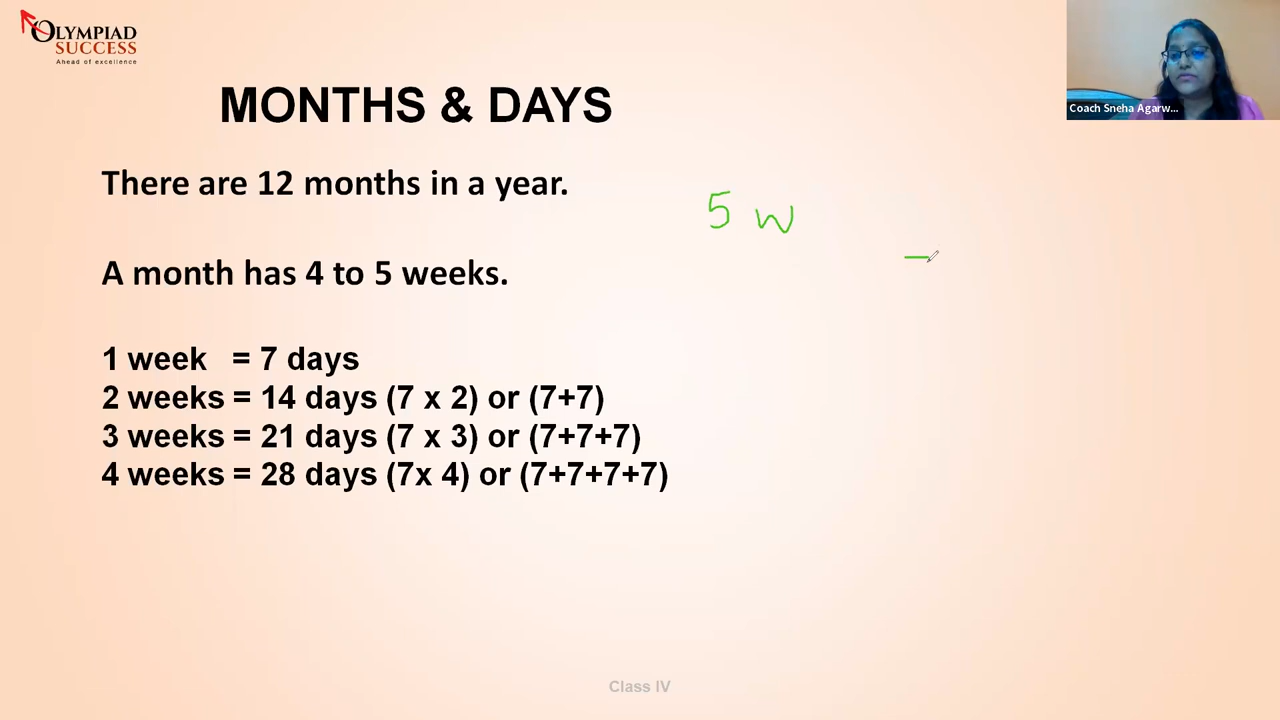 OLYMPIAD
SUCCESS
Ahead of excellence
Coach Sneha Agarw...
MONTHS & DAYS
There are 12 months in a year.
5 w
A month has 4 to 5 weeks.
1 week = 7 days
2 weeks = 14 days (7 x 2) or (7+7)
3 weeks = 21 days (7 x 3) or (7+7+7)
4 weeks = 28 days (7x 4) or (7+7+7+7)
Class IV